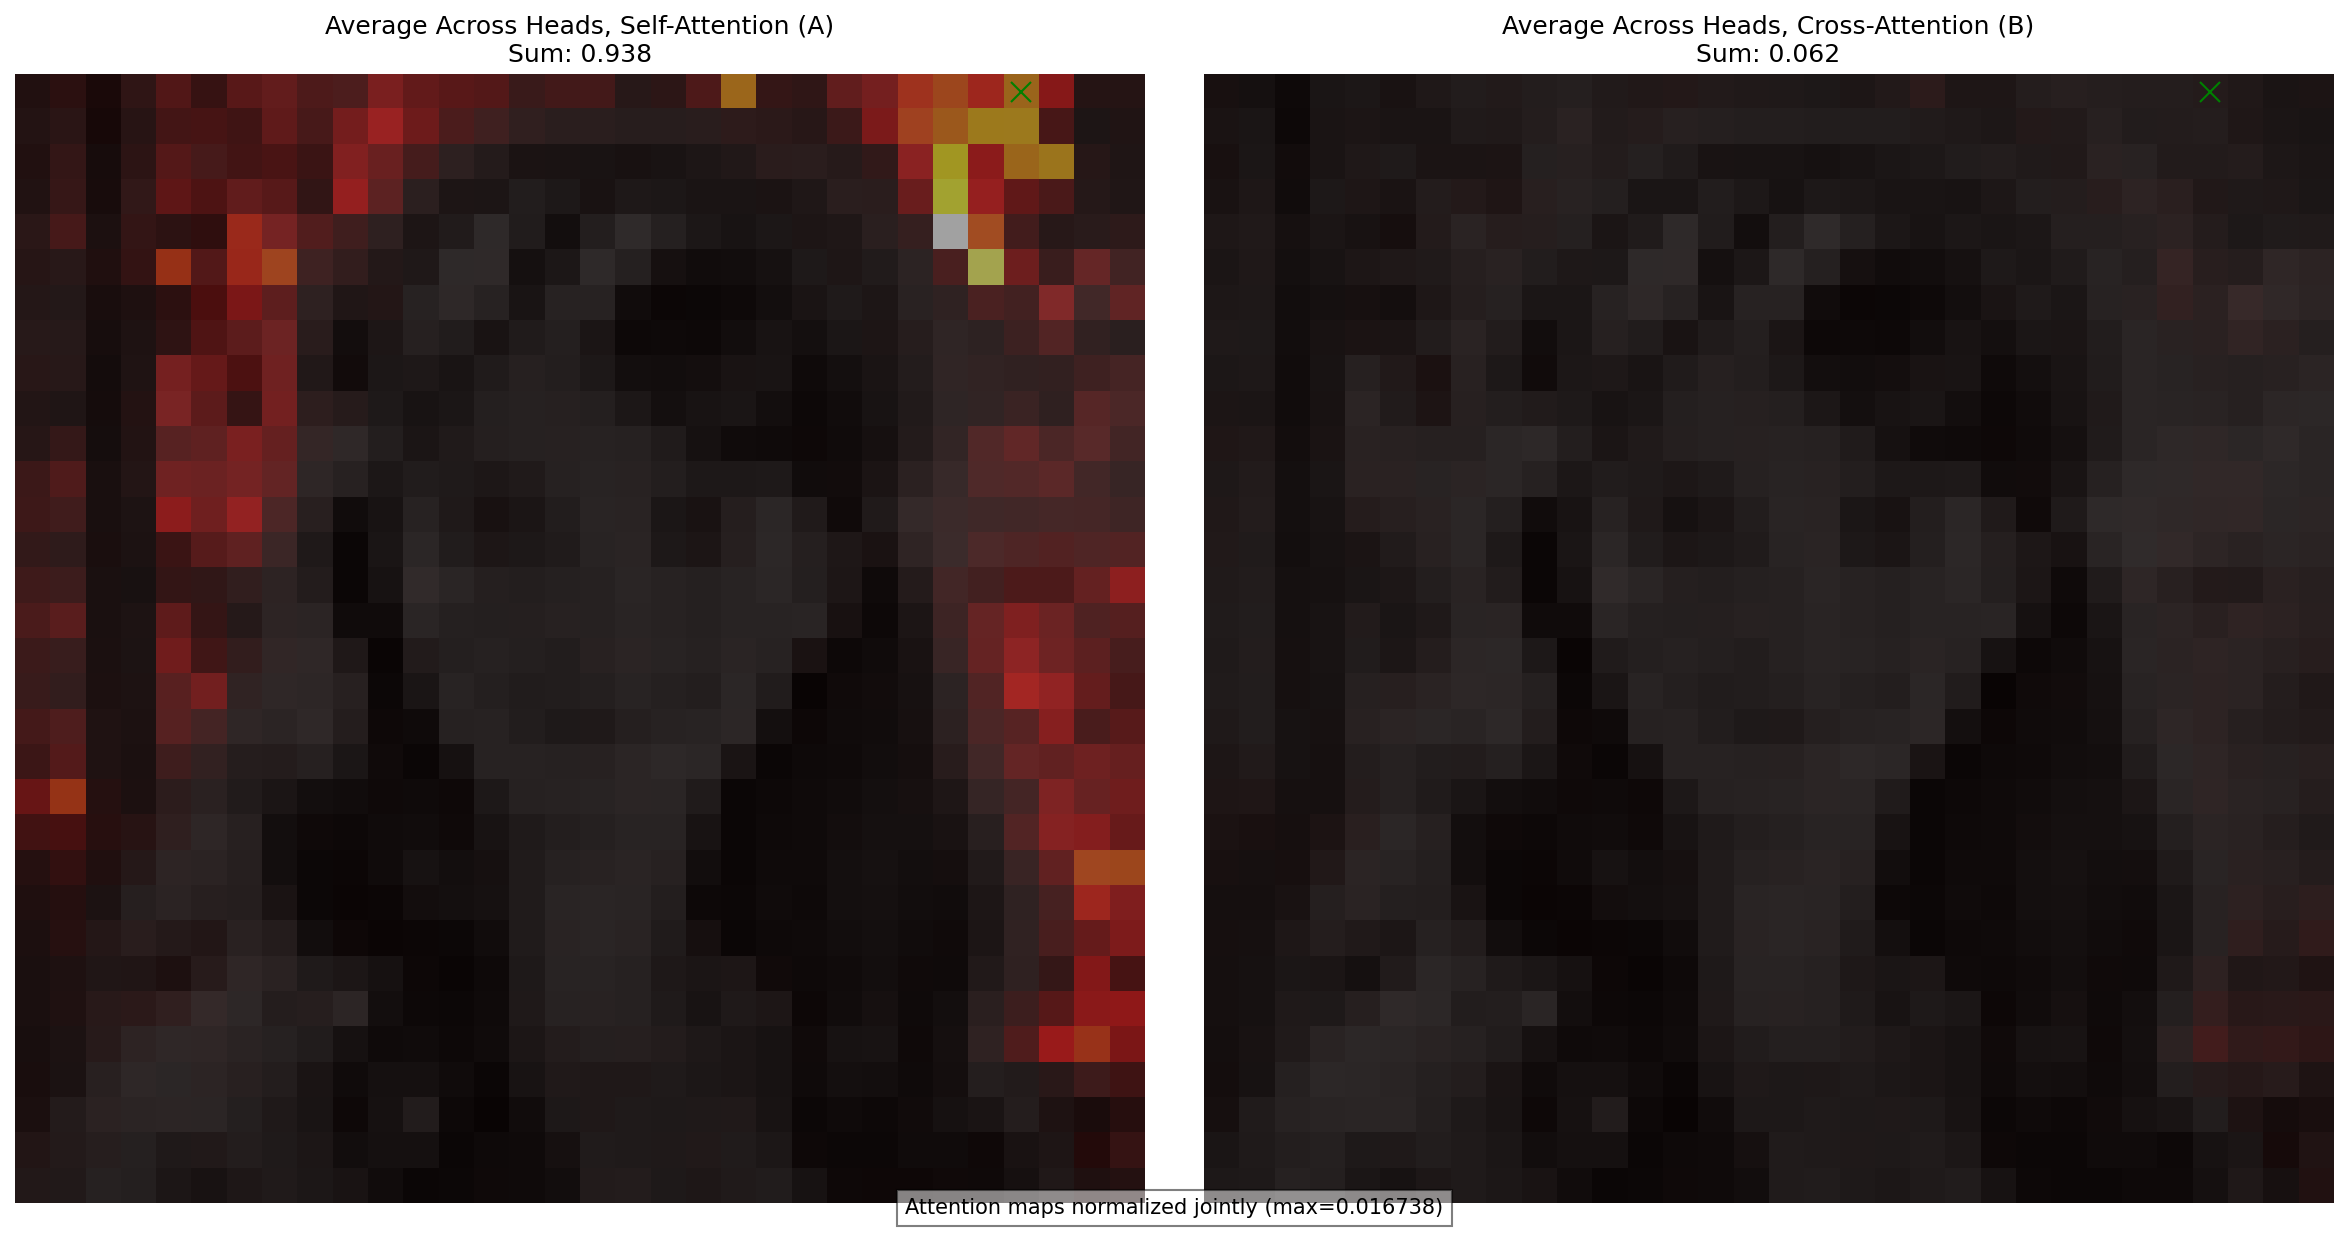 Average Across Heads, Self-Attention (A)
Sum: 0.938
Average Across Heads, Cross-Attention (B)
Sum: 0.062
Attention maps normalized jointly (max=0.016738)